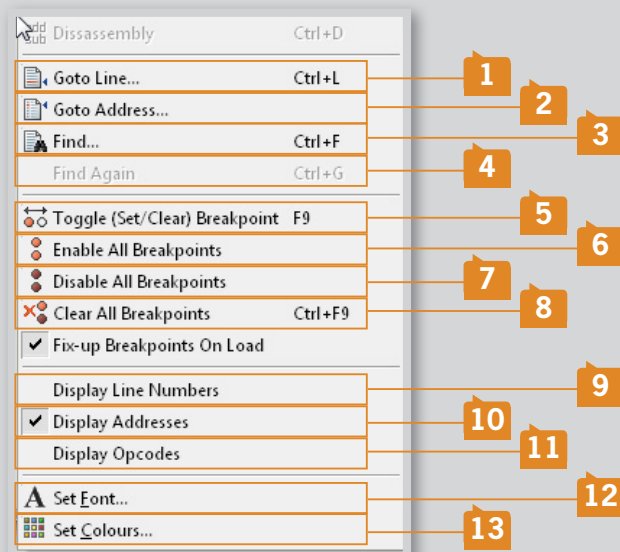 Dissassembly Ctrl+D
Goto Line... Ctrl+L 1
Goto Address... 2
Find... Ctrl+F 3
Find Again Ctrl+G 4
Toggle (Set/Clear) Breakpoint F9 5
Enable All Breakpoints 6
Disable All Breakpoints 7
Clear All Breakpoints Ctrl+F9 8
Fix-up Breakpoints On Load
Display Line Numbers 9
Display Addresses 10
Display Opcodes 11
Set Font... 12
Set Colours... 13